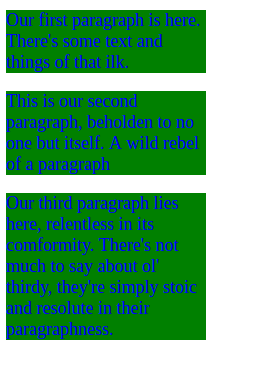 Our first paragraph is here.
There's some text and
things of that ilk.
This is our second
paragraph, beholden to no
one but itself. A wild rebel
of a paragraph
Our third paragraph lies
here, relentless in its
comformity. There's not
much to say about ol'
thirdy, they're simply stoic
and resolute in their
paragraphness.